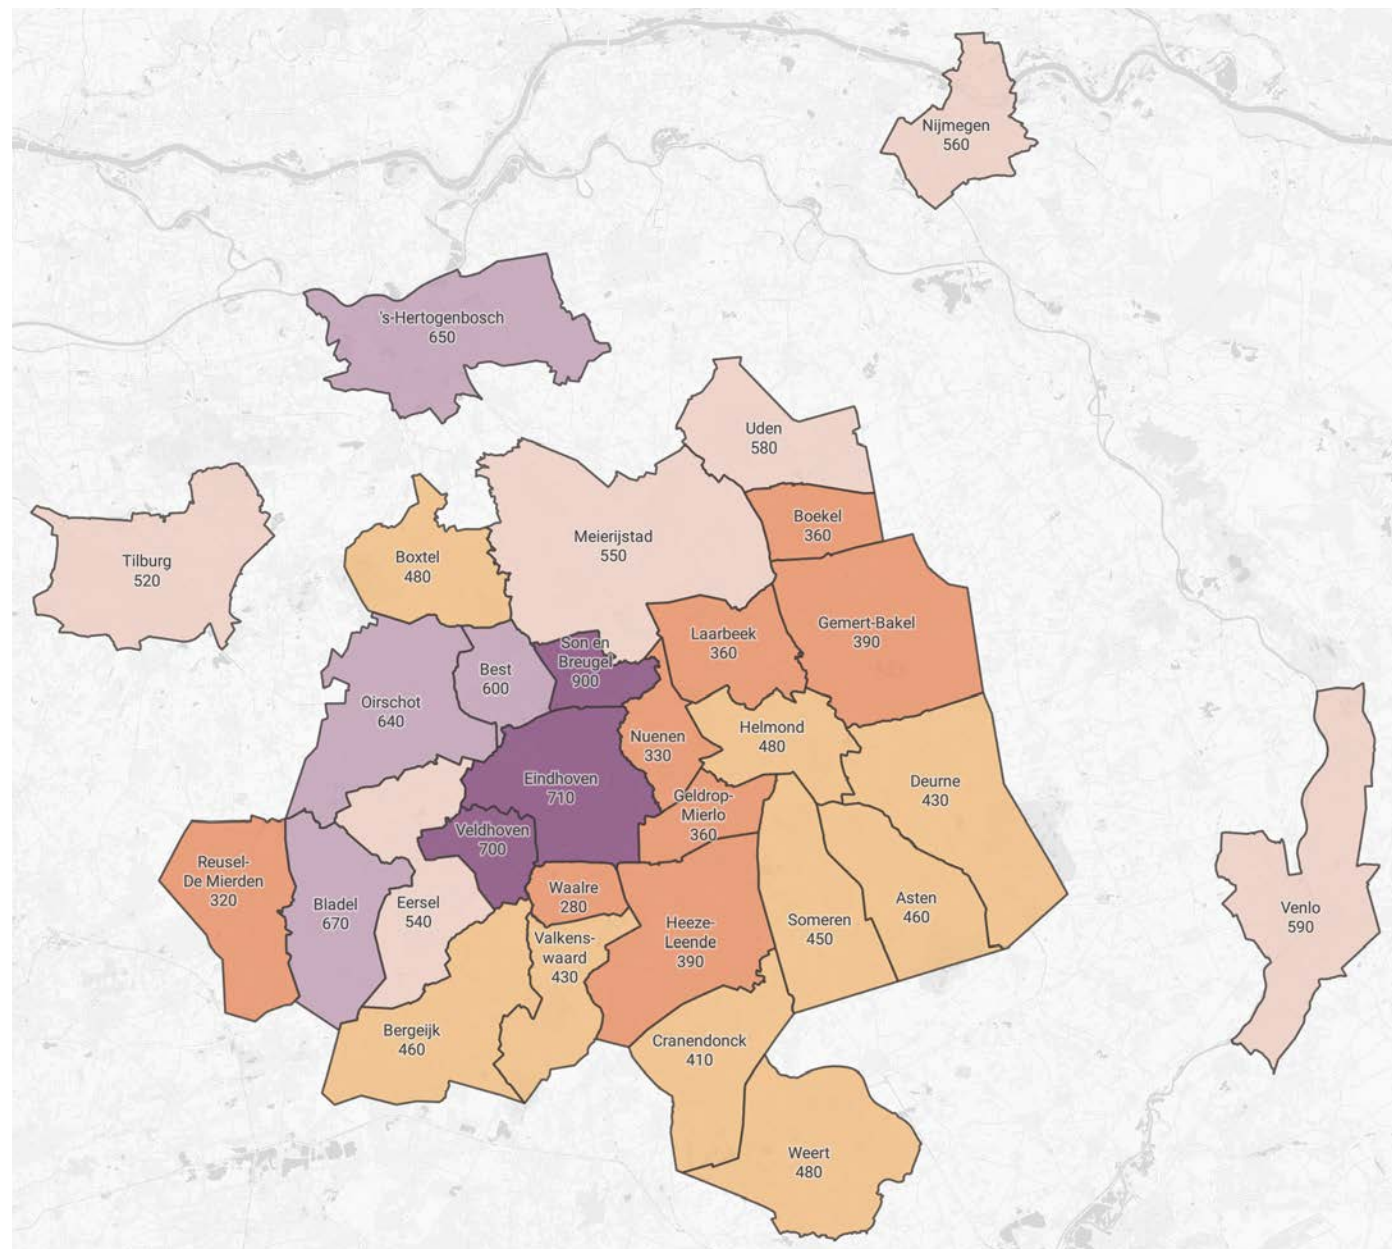 Nijmegen
560
's-Hertogenbosch
650
Uden
580
Boekel
360
Meierijstad
550
Boxtel
480
Tilburg
520
Gemert-Bakel
390
Laarbeek
360
Son en
Breugel
900
Best
600
Oirschot
640
Nuenen
330
Helmond
480
Deurne
430
Eindhoven
710
Geldrop-
Mierlo
360
Veldhoven
700
Reusel-
De Mierden
320
Bladel
670
Eersel
540
Waalre
280
Valkens-
waard
430
Heeze-
Leende
390
Someren
450
Asten
460
Venlo
590
Bergeijk
460
Cranendonck
410
Weert
480